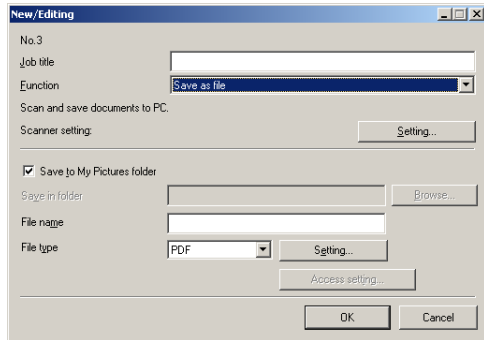 New/Editing
No.3
Job title
Function Save as file
Scan and save documents to PC.
Scanner setting: Setting...
Save to My Pictures folder
Save in folder Browse...
File name
File type PDF Setting...
Access setting...
OK Cancel